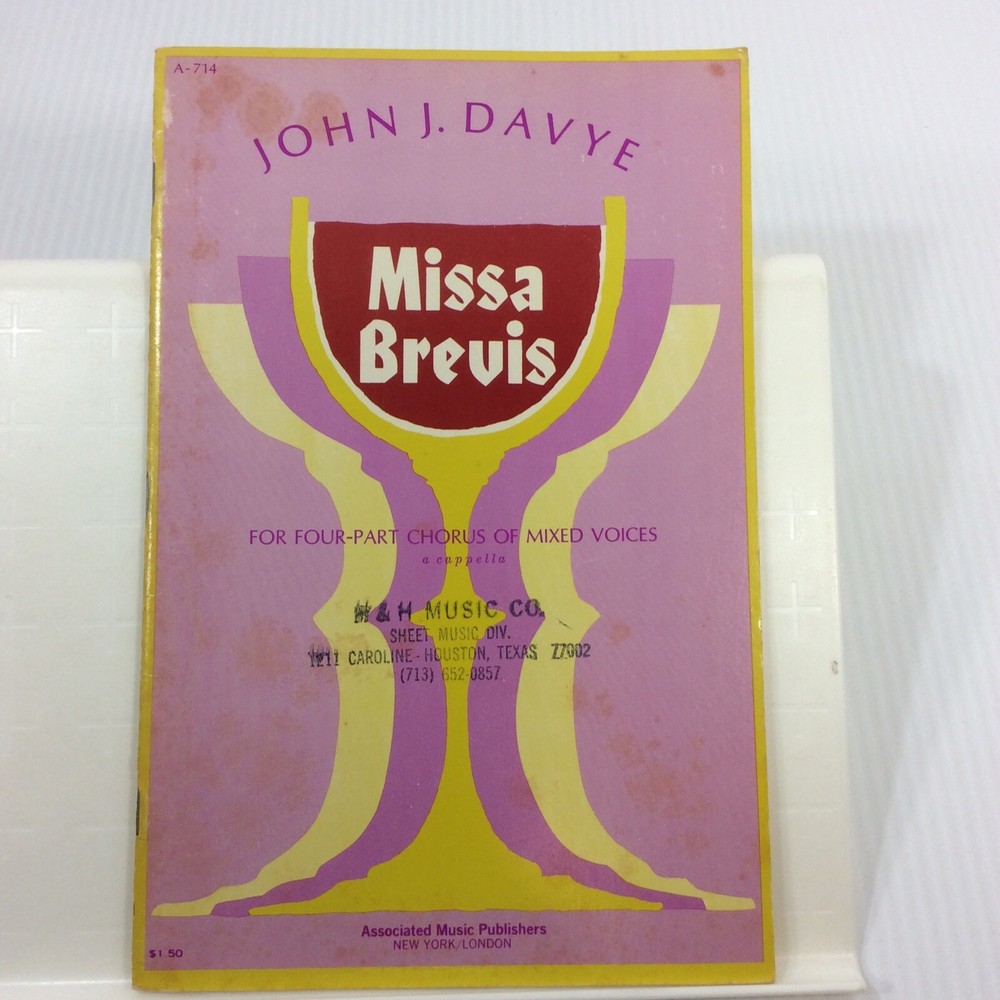 A-714
JOHN J. DAVYE
Missa
Brevis
FOR FOUR-PART CHORUS OF MIXED VOICES
a cappella
H & H MUSIC CO.
SHEET MUSIC DIV.
1211 CAROLINE - HOUSTON, TEXAS 77002
(713) 652-0857
Associated Music Publishers
NEW YORK/LONDON
$1.50